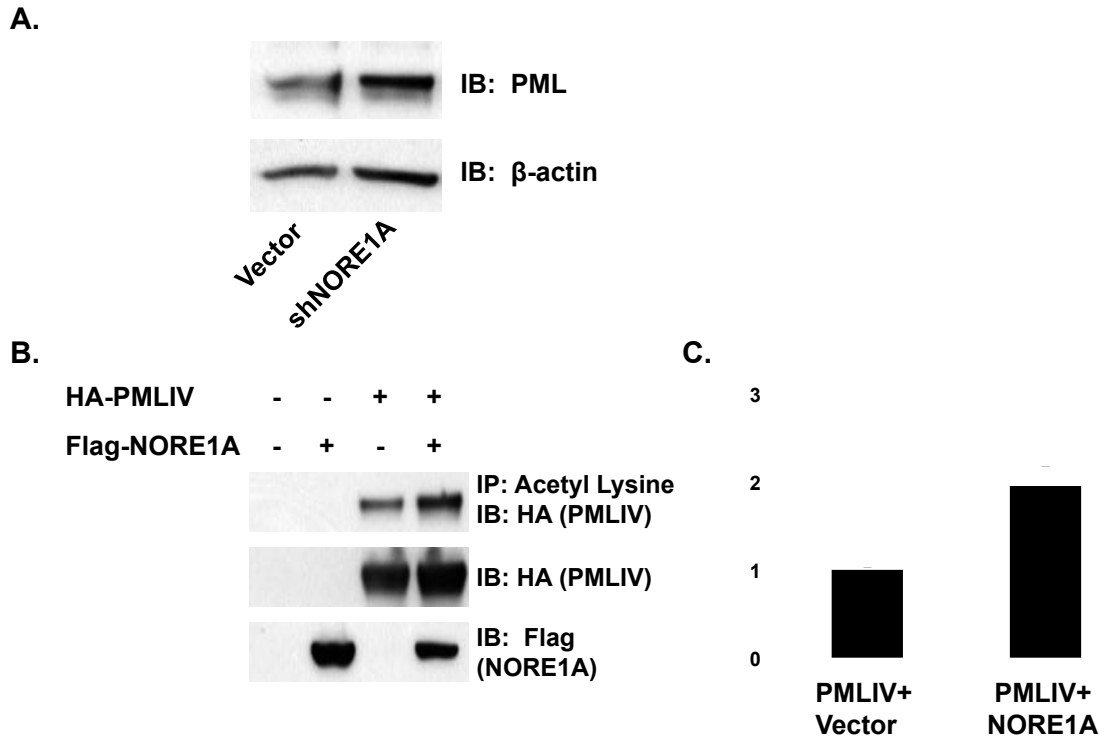 A.
IB: PML
IB: β-actin
Vector
shNORE1A
B.
HA-PMLIV - - + +
Flag-NORE1A - + - +
IP: Acetyl Lysine
IB: HA (PMLIV)
IB: HA (PMLIV)
IB: Flag
(NORE1A)
C.
3
2
1
0
PMLIV+
Vector
PMLIV+
NORE1A